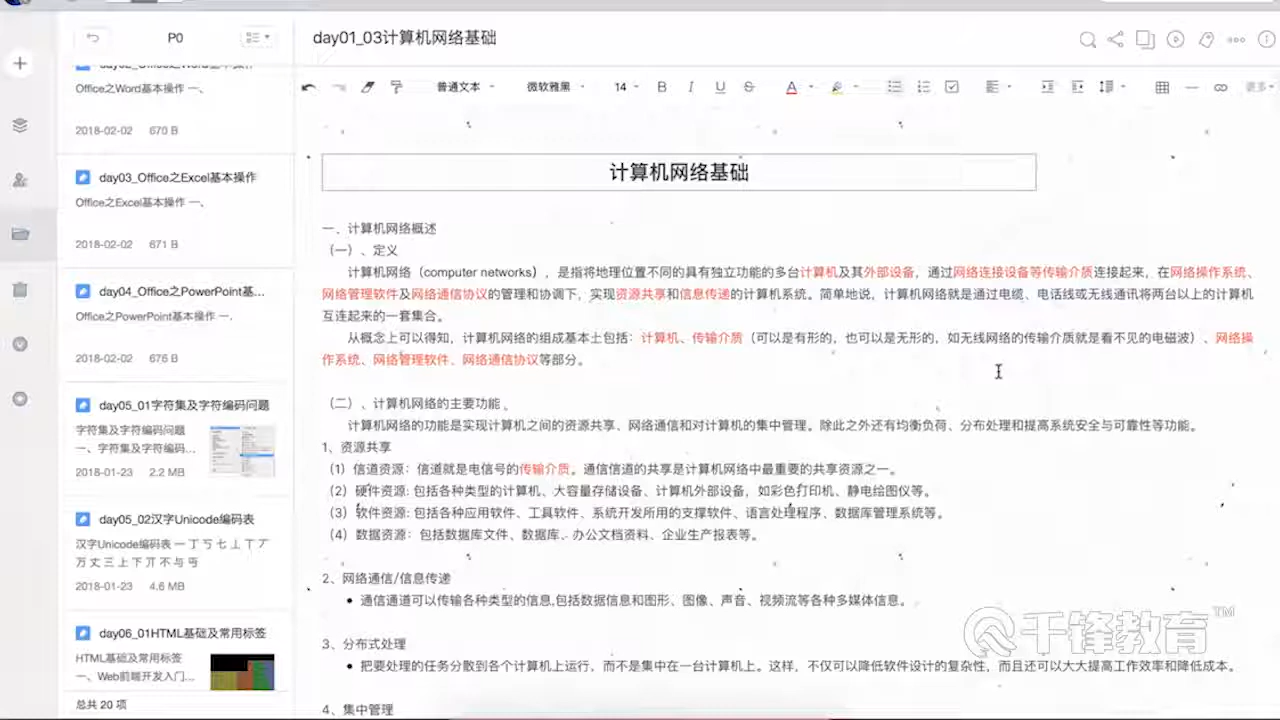 P0
day01_03计算机网络基础
day02_Office之Word基本操作
Office之Word基本操作 一、
2018-02-02 670 B
day03_Office之Excel基本操作
Office之Excel基本操作 一、
2018-02-02 671 B
day04_Office之PowerPoint基...
Office之PowerPoint基本操作 一.
2018-02-02 676 B
day05_01字符集及字符编码问题
字符集及字符编码问题
一、字符集及字符编码...
2018-01-23 2.2 MB
day05_02汉字Unicode编码表
汉字Unicode编码表 一 丁 丂 七 丄 丅 丆
万 丈 三 上 下 丌 不 与 丏
2018-01-23 4.6 MB
day06_01HTML基础及常用标签
HTML基础及常用标签
一、Web前端开发入门...
总共 20 项
普通文本 微软雅黑 14 B I U S A 更多
计算机网络基础
一．计算机网络概述
（一）、定义
计算机网络（computer networks），是指将地理位置不同的具有独立功能的多台计算机及其外部设备，通过网络连接设备等传输介质连接起来，在网络操作系统、
网络管理软件及网络通信协议的管理和协调下，实现资源共享和信息传递的计算机系统。简单地说，计算机网络就是通过电缆、电话线或无线通讯将两台以上的计算机
互连起来的一套集合。
从概念上可以得知，计算机网络的组成基本上包括：计算机、传输介质（可以是有形的，也可以是无形的，如无线网络的传输介质就是看不见的电磁波）、网络操
作系统、网络管理软件、网络通信协议等部分。
（二）、计算机网络的主要功能、
计算机网络的功能是实现计算机之间的资源共享、网络通信和对计算机的集中管理。除此之外还有均衡负荷、分布处理和提高系统安全与可靠性等功能。
1、资源共享
（1）信道资源：信道就是电信号的传输介质。通信信道的共享是计算机网络中最重要的共享资源之一。
（2）硬件资源: 包括各种类型的计算机、大容量存储设备、计算机外部设备，如彩色打印机、静电绘图仪等。
（3）软件资源: 包括各种应用软件、工具软件、系统开发所用的支撑软件、语言处理程序、数据库管理系统等。
（4）数据资源：包括数据库文件、数据库、办公文档资料、企业生产报表等。
2、网络通信/信息传递
• 通信通道可以传输各种类型的信息,包括数据信息和图形、图像、声音、视频流等各种多媒体信息。
千锋教育™
3、分布式处理
• 把要处理的任务分散到各个计算机上运行，而不是集中在一台计算机上。这样，不仅可以降低软件设计的复杂性，而且还可以大大提高工作效率和降低成本。
4、集中管理